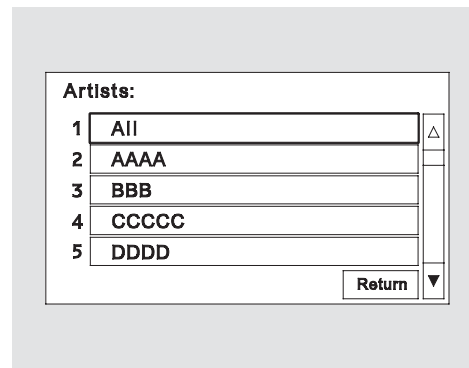 Artists:
1 All
2 AAAA
3 BBB
4 CCCCC
5 DDDD
Return